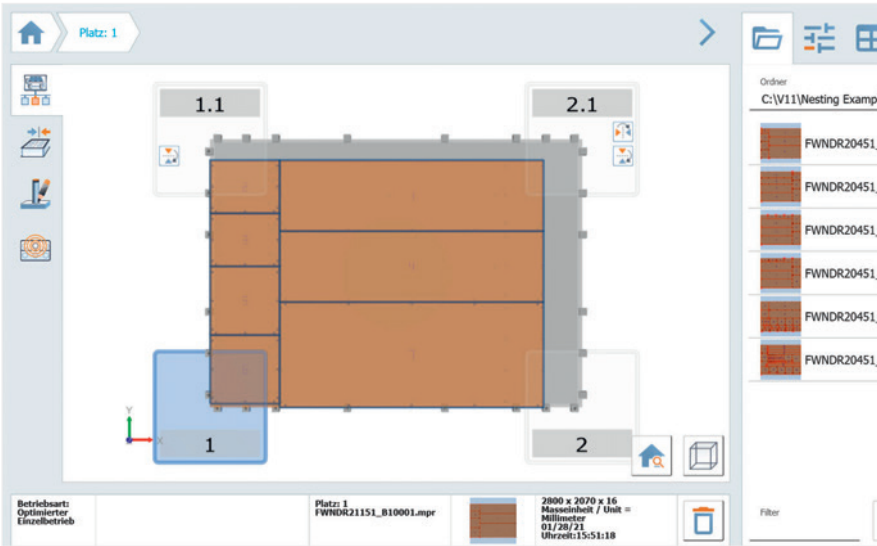 Platz: 1
1.1
2.1
1
2
Y
X
Ordner
C:\V11\Nesting Examp
FWNDR20451_
FWNDR20451_
FWNDR20451_
FWNDR20451_
FWNDR20451_
FWNDR20451_
Filter
Betriebsart:
Optimierter
Einzelbetrieb
Platz: 1
FWNDR21151_B10001.mpr
2800 x 2070 x 16
Masseinheit / Unit =
Millimeter
01/28/21
Uhrzeit:15:51:18